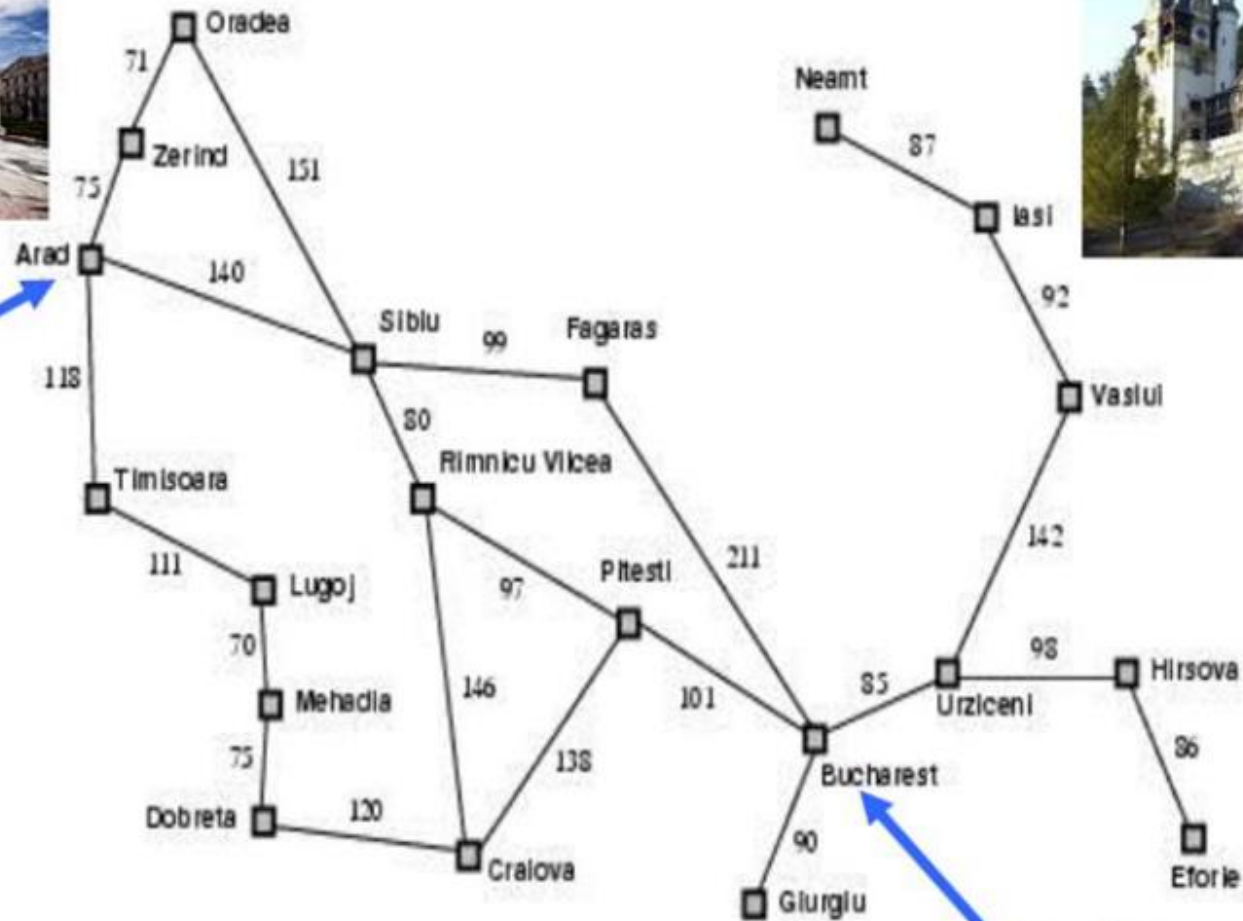 Oradea
71
Neamt
Zerind
87
151
75
Iasi
Arad
140
92
Sibiu
Fagaras
99
118
Vaslui
80
Rimnicu Vilcea
Timisoara
142
211
111
Pitesti
Lugoj
97
70
98
Hirsova
85
146
101
Urziceni
Mehadia
86
138
75
Bucharest
120
Dobreta
90
Craiova
Eforie
Giurgiu